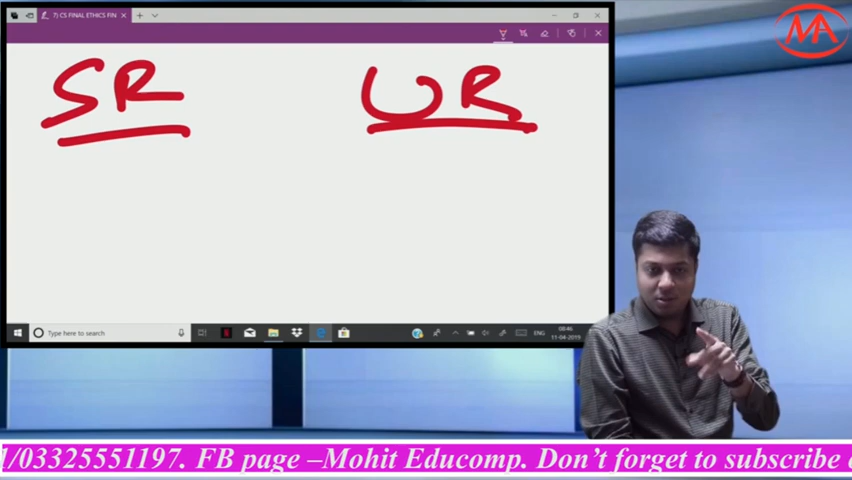 7) CS FINAL ETHICS FIN
MA
SR UR
Type here to search
ENG
08:46
11-04-2019
/03325551197. FB page –Mohit Educomp. Don't forget to subscribe